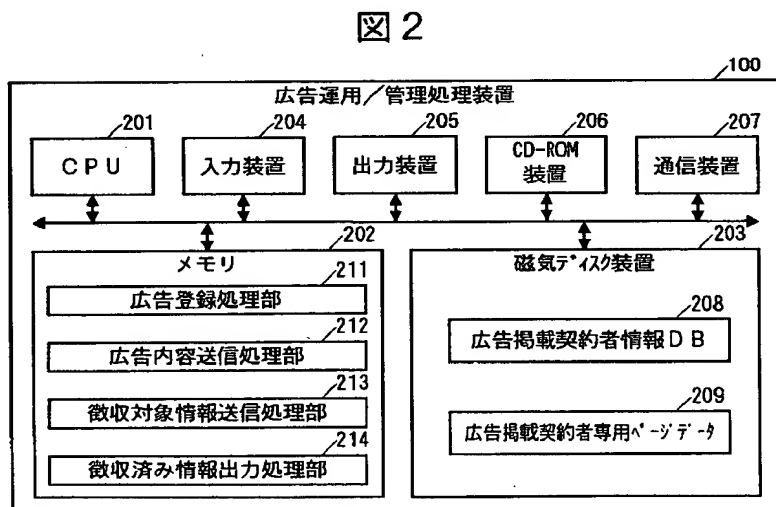 図2
100
広告運用/管理処理装置
201
204
205
206
207
CPU
入力装置
出力装置
CD-ROM
装置
通信装置
202
203
メモリ
磁気ディスク装置
211
広告登録処理部
212
広告内容送信処理部
213
徴収対象情報送信処理部
214
徴収済み情報出力処理部
208
広告掲載契約者情報DB
209
広告掲載契約者専用ページデータ